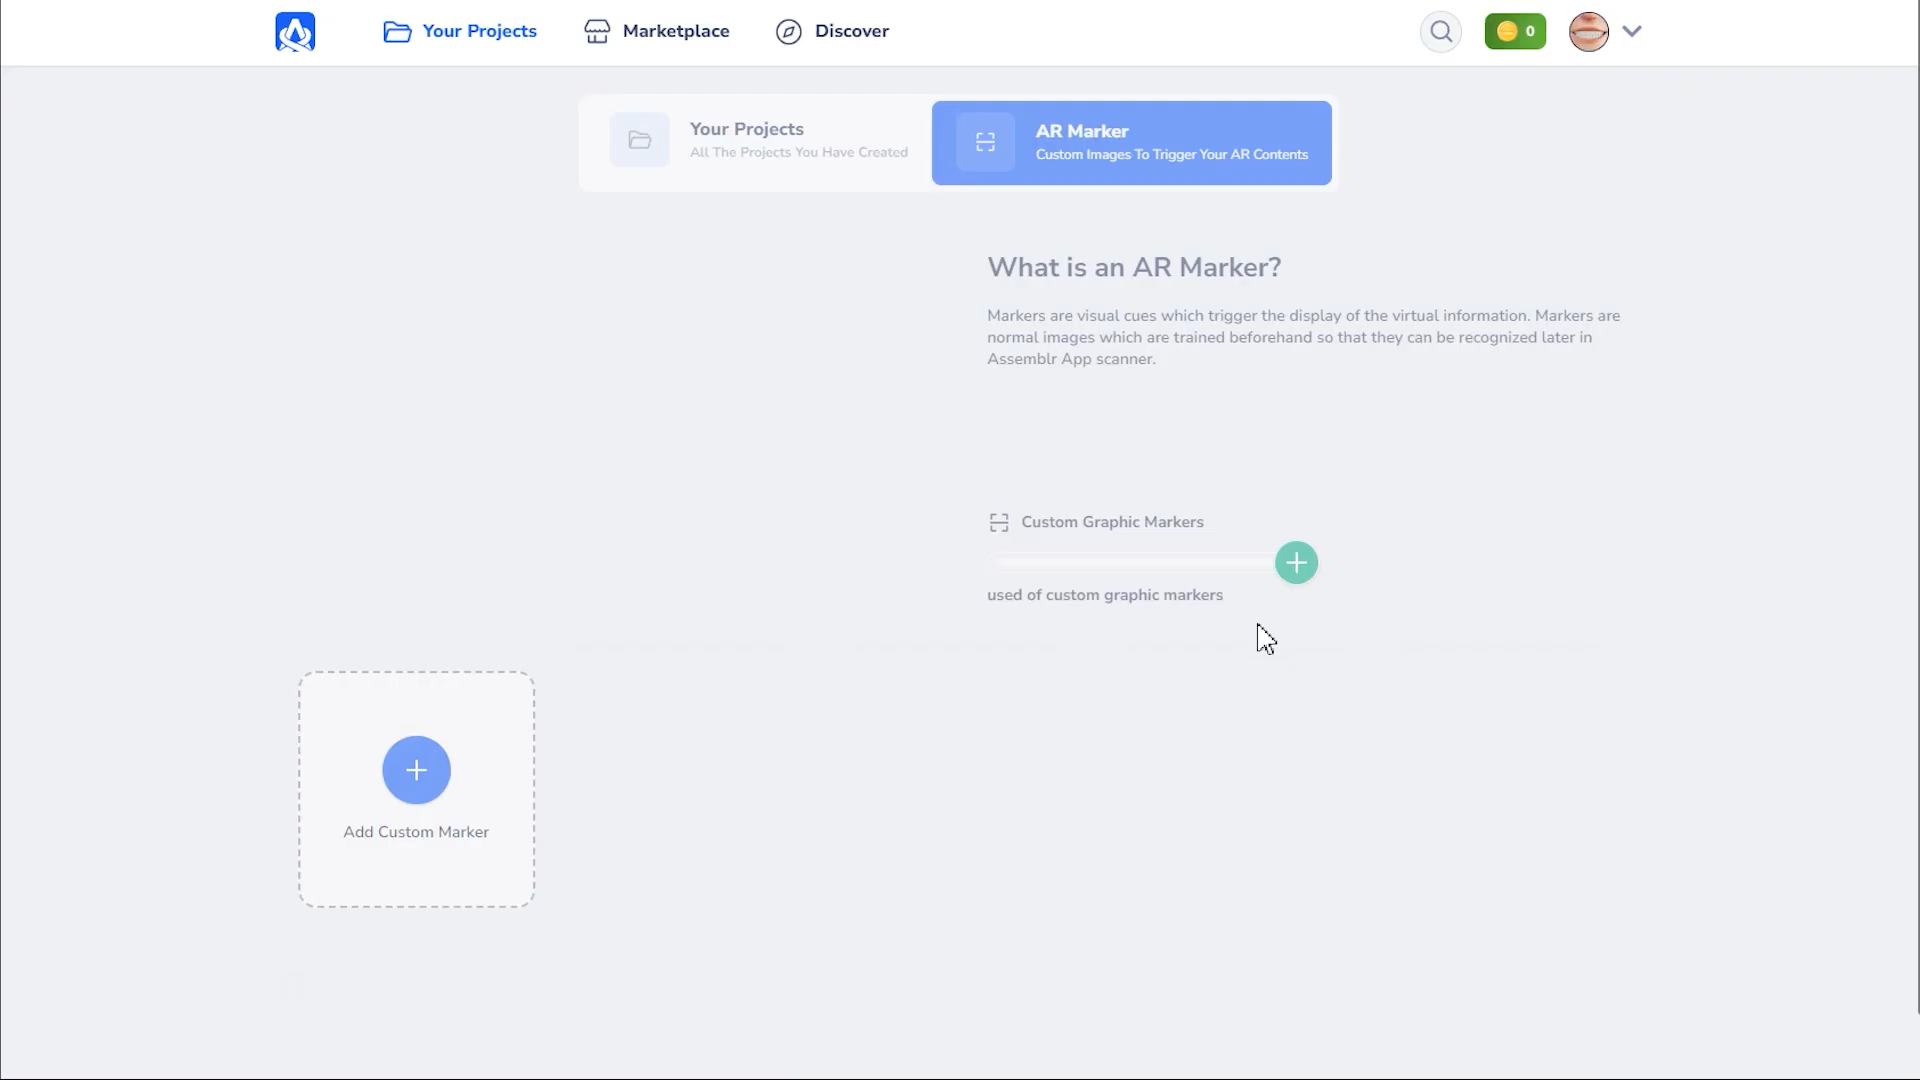 Your Projects
Marketplace
Discover
0
Your Projects
All The Projects You Have Created
AR Marker
Custom Images To Trigger Your AR Contents
What is an AR Marker?
Markers are visual cues which trigger the display of the virtual information. Markers are
normal images which are trained beforehand so that they can be recognized later in
Assemblr App scanner.
Custom Graphic Markers
used of custom graphic markers
Add Custom Marker